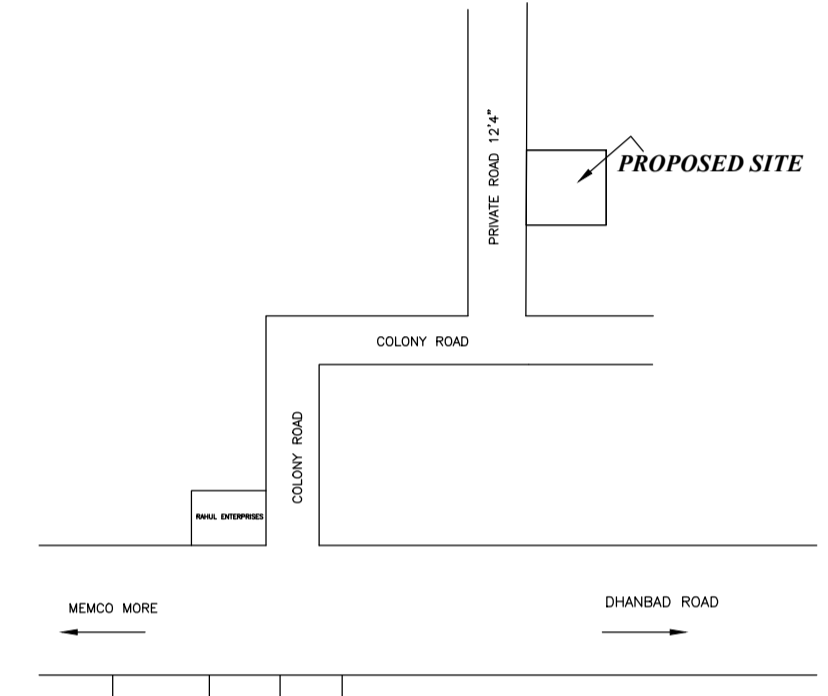 PRIVATE ROAD 12'4"
PROPOSED SITE
COLONY ROAD
COLONY ROAD
RAHUL ENTERPRISES
MEMCO MORE
DHANBAD ROAD